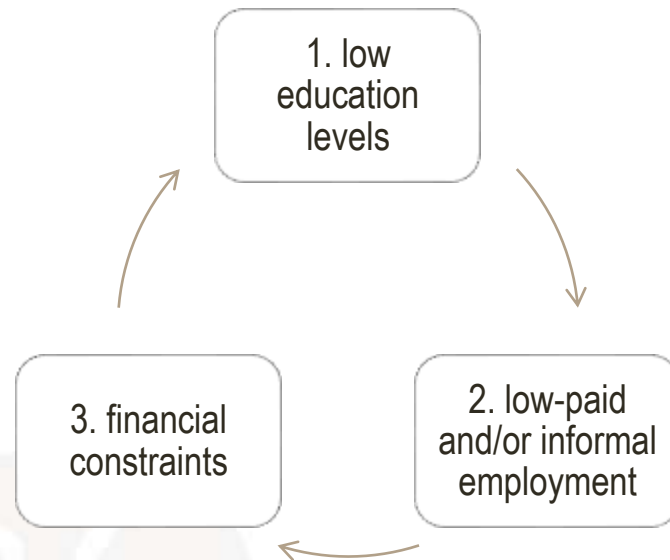 1. low
education
levels
2. low-paid
and/or informal
employment
3. financial
constraints